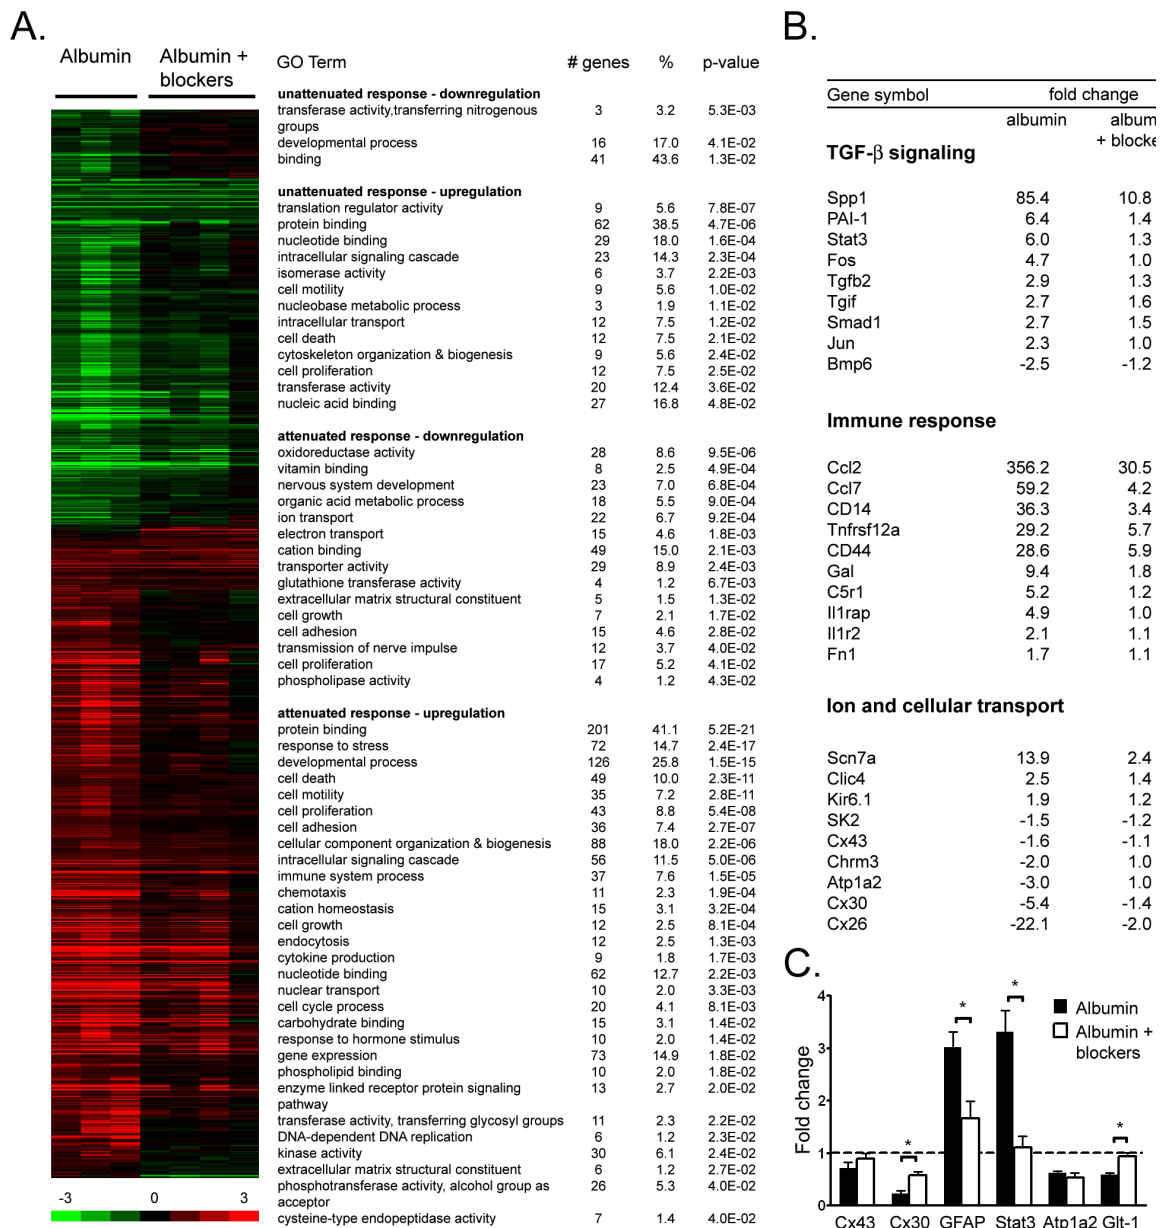 A.
Albumin
Albumin + blockers
GO Term # genes % p-value
unattenuated response - downregulation
transferase activity,transferring nitrogenous groups 3 3.2 5.3E-03
developmental process 16 17.0 4.1E-02
binding 41 43.6 1.3E-02
unattenuated response - upregulation
translation regulator activity 9 5.6 7.8E-07
protein binding 62 38.5 4.7E-06
nucleotide binding 29 18.0 1.6E-04
intracellular signaling cascade 23 14.3 2.3E-04
isomerase activity 6 3.7 2.2E-03
cell motility 9 5.6 1.0E-02
nucleobase metabolic process 3 1.9 1.1E-02
intracellular transport 12 7.5 1.2E-02
cell death 12 7.5 2.1E-02
cytoskeleton organization & biogenesis 9 5.6 2.4E-02
cell proliferation 12 7.5 2.5E-02
transferase activity 20 12.4 3.6E-02
nucleic acid binding 27 16.8 4.8E-02
attenuated response - downregulation
oxidoreductase activity 28 8.6 9.5E-06
vitamin binding 8 2.5 4.9E-04
nervous system development 23 7.0 6.8E-04
organic acid metabolic process 18 5.5 9.0E-04
ion transport 22 6.7 9.2E-04
electron transport 15 4.6 1.8E-03
cation binding 49 15.0 2.1E-03
transporter activity 29 8.9 2.4E-03
glutathione transferase activity 4 1.2 6.7E-03
extracellular matrix structural constituent 5 1.5 1.3E-02
cell growth 7 2.1 1.7E-02
cell adhesion 15 4.6 2.8E-02
transmission of nerve impulse 12 3.7 4.0E-02
cell proliferation 17 5.2 4.1E-02
phospholipase activity 4 1.2 4.3E-02
attenuated response - upregulation
protein binding 201 41.1 5.2E-21
response to stress 72 14.7 2.4E-17
developmental process 126 25.8 1.5E-15
cell death 49 10.0 2.3E-11
cell motility 35 7.2 2.8E-11
cell proliferation 43 8.8 5.4E-08
cell adhesion 36 7.4 2.7E-07
cellular component organization & biogenesis 88 18.0 2.2E-06
intracellular signaling cascade 56 11.5 5.0E-06
immune system process 37 7.6 1.5E-05
chemotaxis 11 2.3 1.9E-04
cation homeostasis 15 3.1 3.2E-04
cell growth 12 2.5 8.1E-04
endocytosis 12 2.5 1.3E-03
cytokine production 9 1.8 1.7E-03
nucleotide binding 62 12.7 2.2E-03
nuclear transport 10 2.0 3.3E-03
cell cycle process 20 4.1 8.1E-03
carbohydrate binding 15 3.1 1.4E-02
response to hormone stimulus 10 2.0 1.4E-02
gene expression 73 14.9 1.8E-02
phospholipid binding 10 2.0 1.8E-02
enzyme linked receptor protein signaling pathway 13 2.7 2.0E-02
transferase activity, transferring glycosyl groups 11 2.3 2.2E-02
DNA-dependent DNA replication 6 1.2 2.3E-02
kinase activity 30 6.1 2.4E-02
extracellular matrix structural constituent 6 1.2 2.7E-02
phosphotransferase activity, alcohol group as acceptor 26 5.3 4.0E-02
cysteine-type endopeptidase activity 7 1.4 4.0E-02
-3 0 3
B.
Gene symbol fold change
albumin album + blocke
TGF-β signaling
Spp1 85.4 10.8
PAI-1 6.4 1.4
Stat3 6.0 1.3
Fos 4.7 1.0
Tgfb2 2.9 1.3
Tgif 2.7 1.6
Smad1 2.7 1.5
Jun 2.3 1.0
Bmp6 -2.5 -1.2
Immune response
Ccl2 356.2 30.5
Ccl7 59.2 4.2
CD14 36.3 3.4
Tnfrsf12a 29.2 5.7
CD44 28.6 5.9
Gal 9.4 1.8
C5r1 5.2 1.2
Il1rap 4.9 1.0
Il1r2 2.1 1.1
Fn1 1.7 1.1
Ion and cellular transport
Scn7a 13.9 2.4
Clic4 2.5 1.4
Kir6.1 1.9 1.2
SK2 -1.5 -1.2
Cx43 -1.6 -1.1
Chrm3 -2.0 1.0
Atp1a2 -3.0 1.0
Cx30 -5.4 -1.4
Cx26 -22.1 -2.0
C.
Fold change
4
3
2
1
0
* * * *
Albumin
Albumin + blockers
Cx43 Cx30 GFAP Stat3 Atp1a2 Glt-1